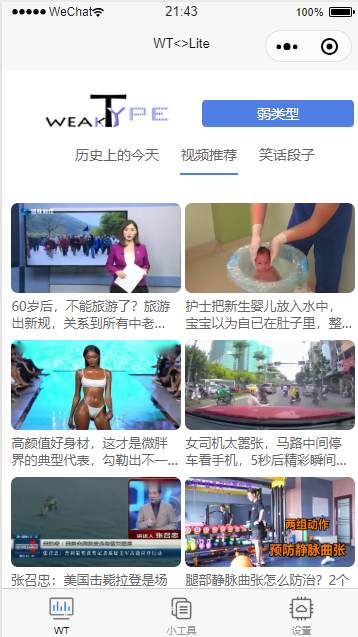 WeChat 21:43 100%
WT<>Lite
WEAKTYPE 弱类型
历史上的今天 视频推荐 笑话段子
60岁后，不能旅游了？旅游 护士把新生婴儿放入水中，
出新规，关系到所有中老... 宝宝以为自已在肚子里，整...
高颜值好身材，这才是微胖 女司机太嚣张，马路中间停
界的典型代表，勾勒出不一... 车看手机，5秒后精彩瞬间...
讲述人 张召忠
两组动作
预防静脉曲张
张召忠：美国击毙拉登是场 腿部静脉曲张怎么防治？2个
WT 小工具 设置